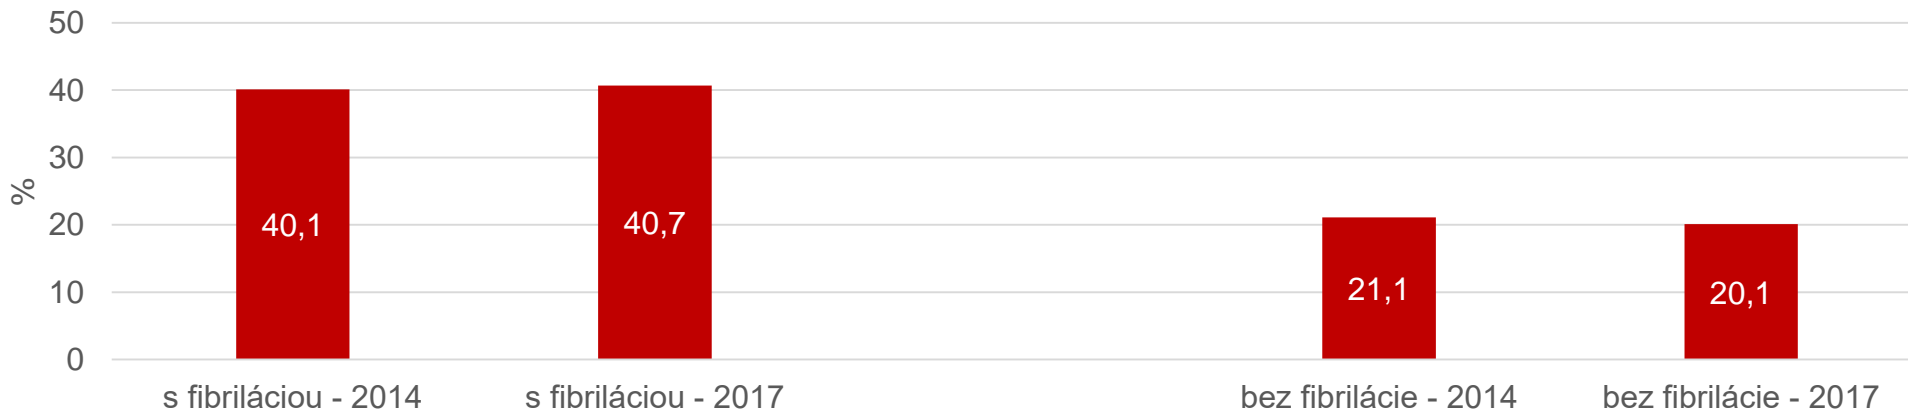 50
40
30
20
10
0
%
40,1
40,7
21,1
20,1
s fibriláciou - 2014
s fibriláciou - 2017
bez fibrilácie - 2014
bez fibrilácie - 2017